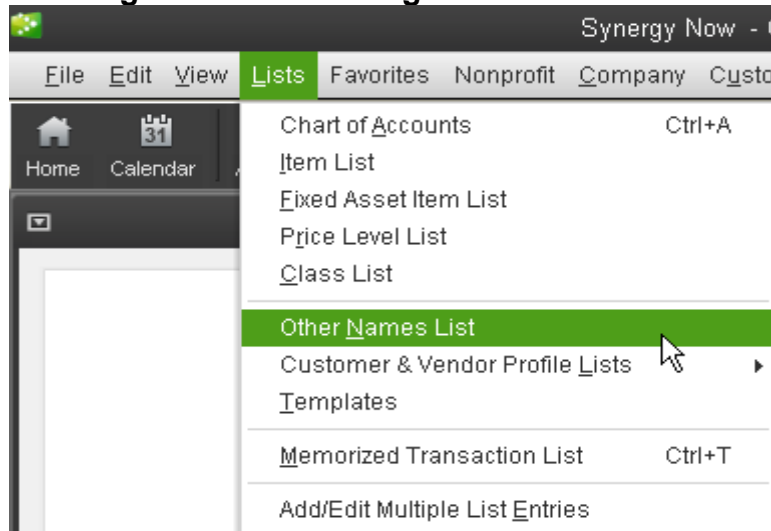 Synergy Now -
File Edit View Lists Favorites Nonprofit Company
31
Home Calendar
Chart of Accounts Ctrl+A
Item List
Fixed Asset Item List
Price Level List
Class List
Other Names List
Customer & Vendor Profile Lists
Templates
Memorized Transaction List Ctrl+T
Add/Edit Multiple List Entries